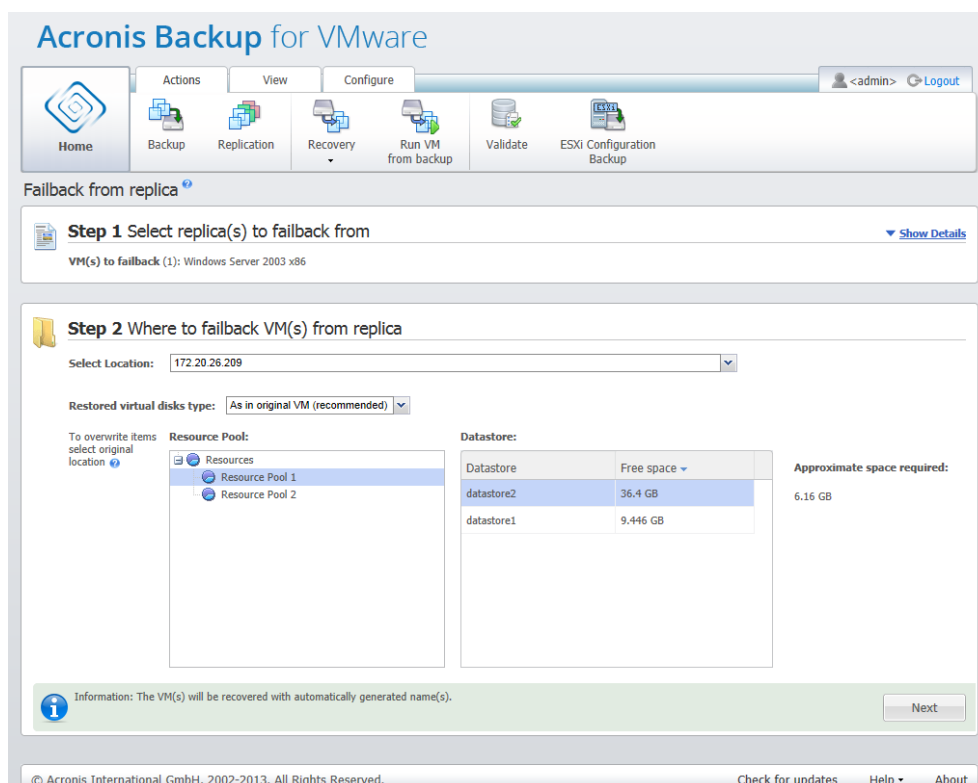 Acronis Backup for VMware
Actions View Configure
<admin> Logout
Home
Backup
Replication
Recovery
Run VM
from backup
Validate
ESXi
ESXi Configuration
Backup
Failback from replica
Step 1 Select replica(s) to failback from
Show Details
VM(s) to failback (1): Windows Server 2003 x86
Step 2 Where to failback VM(s) from replica
Select Location: 172.20.26.209
Restored virtual disks type: As in original VM (recommended)
To overwrite items
select original
location
Resource Pool:
Resources
Resource Pool 1
Resource Pool 2
Datastore:
Datastore Free space
datastore2 36.4 GB
datastore1 9.446 GB
Approximate space required:
6.16 GB
Information: The VM(s) will be recovered with automatically generated name(s).
Next
© Acronis International GmbH, 2002-2013. All Rights Reserved.
Check for updates Help About